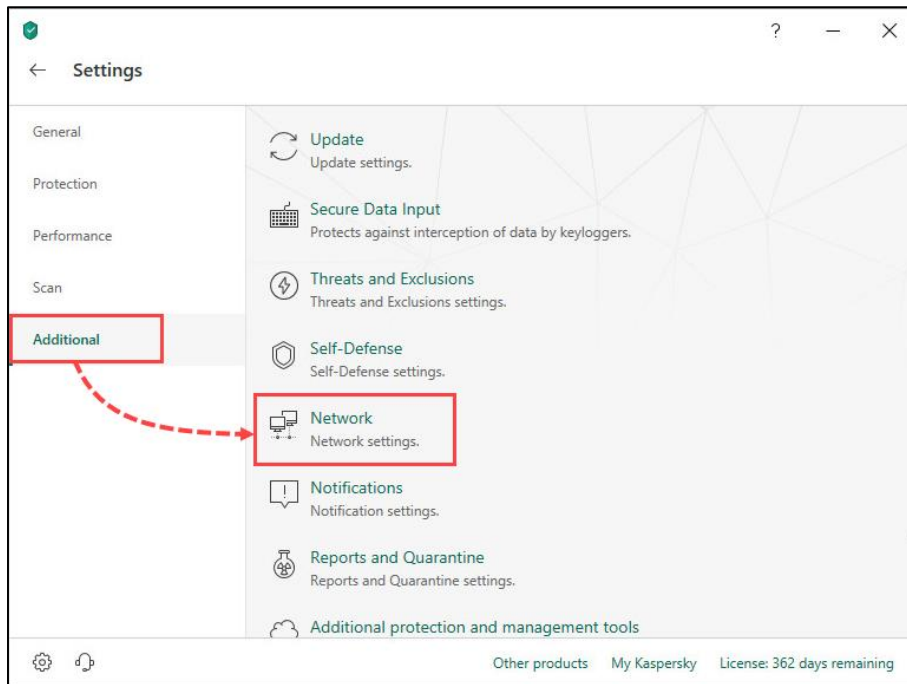 ?
Settings
General
Protection
Performance
Scan
Additional
Update
Update settings.
Secure Data Input
Protects against interception of data by keyloggers.
Threats and Exclusions
Threats and Exclusions settings.
Self-Defense
Self-Defense settings.
Network
Network settings.
Notifications
Notification settings.
Reports and Quarantine
Reports and Quarantine settings.
Additional protection and management tools
Other products My Kaspersky License: 362 days remaining